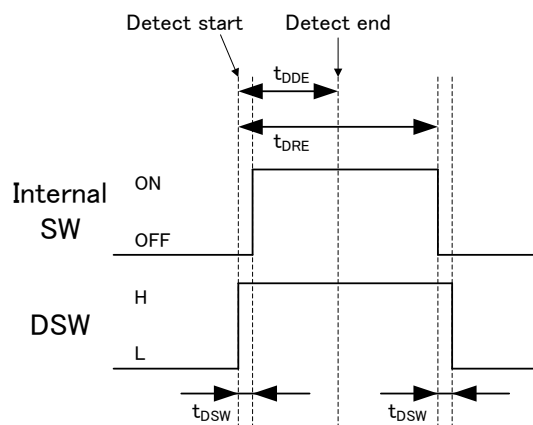 Detect start
Detect end
tDDE
tDRE
Internal
SW
ON
OFF
DSW
H
L
tDSW
tDSW